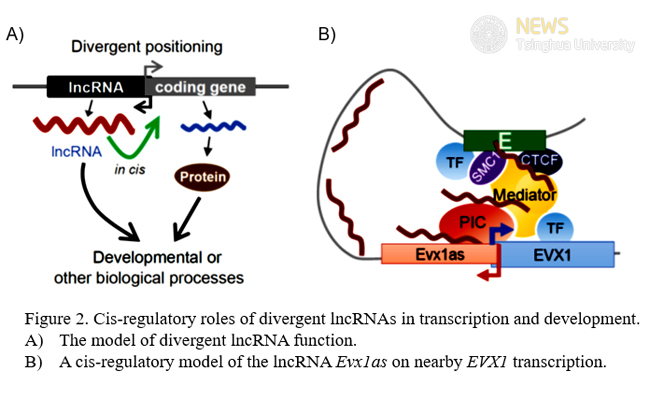 A)
Divergent positioning
lncRNA
coding gene
lncRNA
in cis
Protein
Developmental or
other biological processes
B)
NEWS
Tsinghua University
E
TF
SMC1
CTCF
Mediator
PIC
TF
Evx1as
EVX1
Figure 2. Cis-regulatory roles of divergent lncRNAs in transcription and development.
A) The model of divergent lncRNA function.
B) A cis-regulatory model of the lncRNA Evx1as on nearby EVX1 transcription.